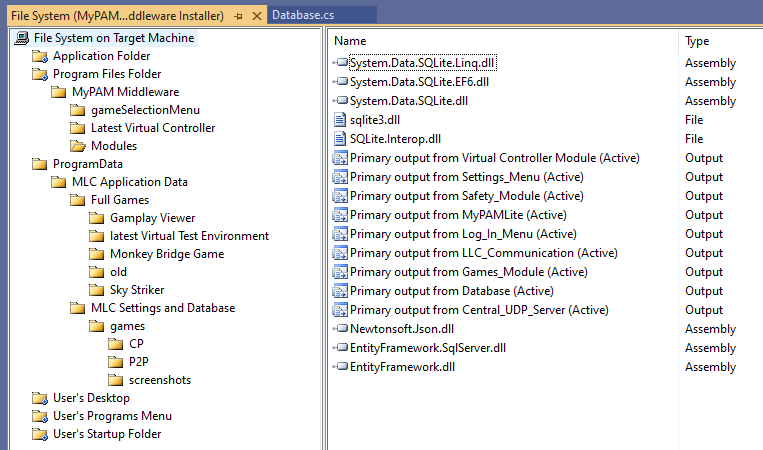 File System (MyPAM...ddleware Installer)
Database.cs
File System on Target Machine
Application Folder
Program Files Folder
MyPAM Middleware
gameSelectionMenu
Latest Virtual Controller
Modules
ProgramData
MLC Application Data
Full Games
Gamplay Viewer
latest Virtual Test Environment
Monkey Bridge Game
old
Sky Striker
MLC Settings and Database
games
CP
P2P
screenshots
User's Desktop
User's Programs Menu
User's Startup Folder
Name Type
System.Data.SQLite.Linq.dll Assembly
System.Data.SQLite.EF6.dll Assembly
System.Data.SQLite.dll Assembly
sqlite3.dll File
SQLite.Interop.dll File
Primary output from Virtual Controller Module (Active) Output
Primary output from Settings_Menu (Active) Output
Primary output from Safety_Module (Active) Output
Primary output from MyPAMLite (Active) Output
Primary output from Log_In_Menu (Active) Output
Primary output from LLC_Communication (Active) Output
Primary output from Games_Module (Active) Output
Primary output from Database (Active) Output
Primary output from Central_UDP_Server (Active) Output
Newtonsoft.Json.dll Assembly
EntityFramework.SqlServer.dll Assembly
EntityFramework.dll Assembly